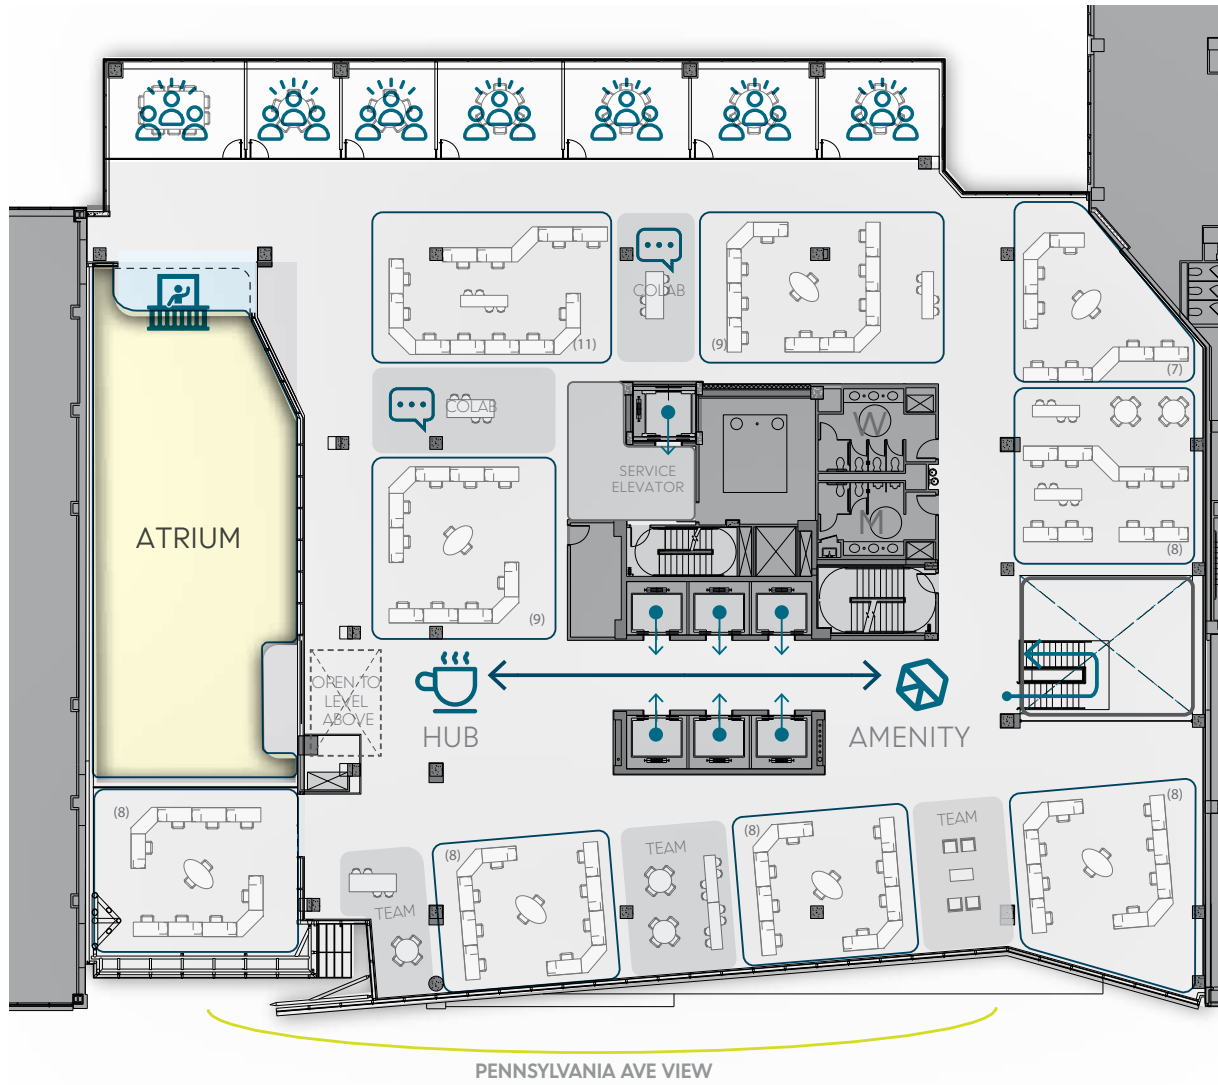 COLAB
(11)
(9)
(7)
COLAB
W
SERVICE
ELEVATOR
M
ATRIUM
(8)
(9)
OPEN TO
LEVEL
ABOVE
HUB
AMENITY
(8)
(8)
TEAM
(8)
TEAM
(8)
TEAM
PENNSYLVANIA AVE VIEW